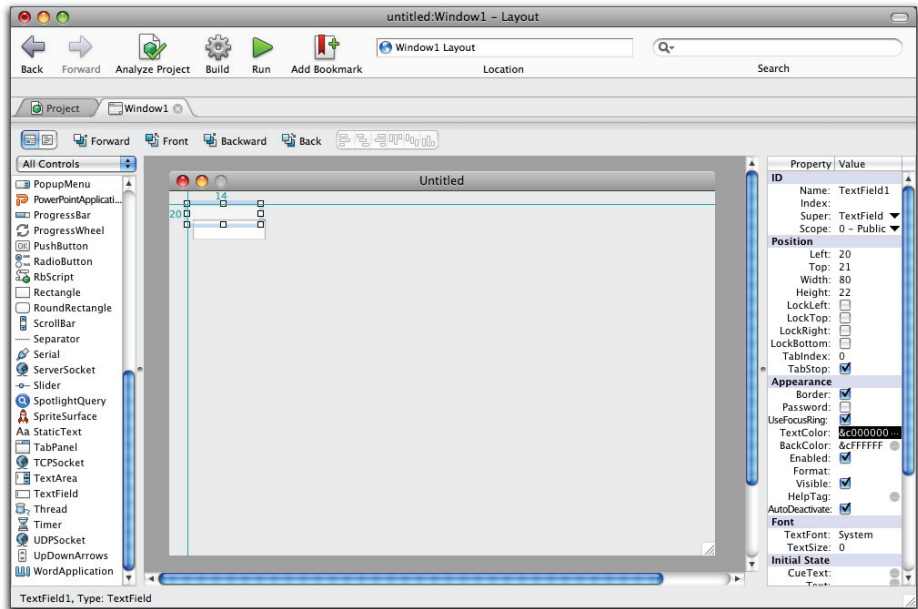 untitled:Window1 – Layout
Window1 Layout
Back Forward Analyze Project Build Run Add Bookmark Location Search
Project Window1
Forward Front Backward Back
All Controls
PopupMenu
PowerPointApplicati...
ProgressBar
ProgressWheel
OK PushButton
RadioButton
RbScript
Rectangle
RoundRectangle
ScrollBar
Separator
Serial
ServerSocket
Slider
SpotlightQuery
SpriteSurface
Aa StaticText
TabPanel
TCPSocket
TextArea
TextField
Thread
Timer
UDPSocket
UpDownArrows
WordApplication
Untitled
14
20
Property Value
ID
Name: TextField1
Index:
Super: TextField
Scope: 0 – Public
Position
Left: 20
Top: 21
Width: 80
Height: 22
LockLeft:
LockTop:
LockRight:
LockBottom:
TabIndex: 0
TabStop:
Appearance
Border:
Password:
UseFocusRing:
TextColor: &c000000 ...
BackColor: &cFFFFFF
Enabled:
Format:
Visible:
HelpTag:
AutoDeactivate:
Font
TextFont: System
TextSize: 0
Initial State
CueText:
Text:
TextField1, Type: TextField